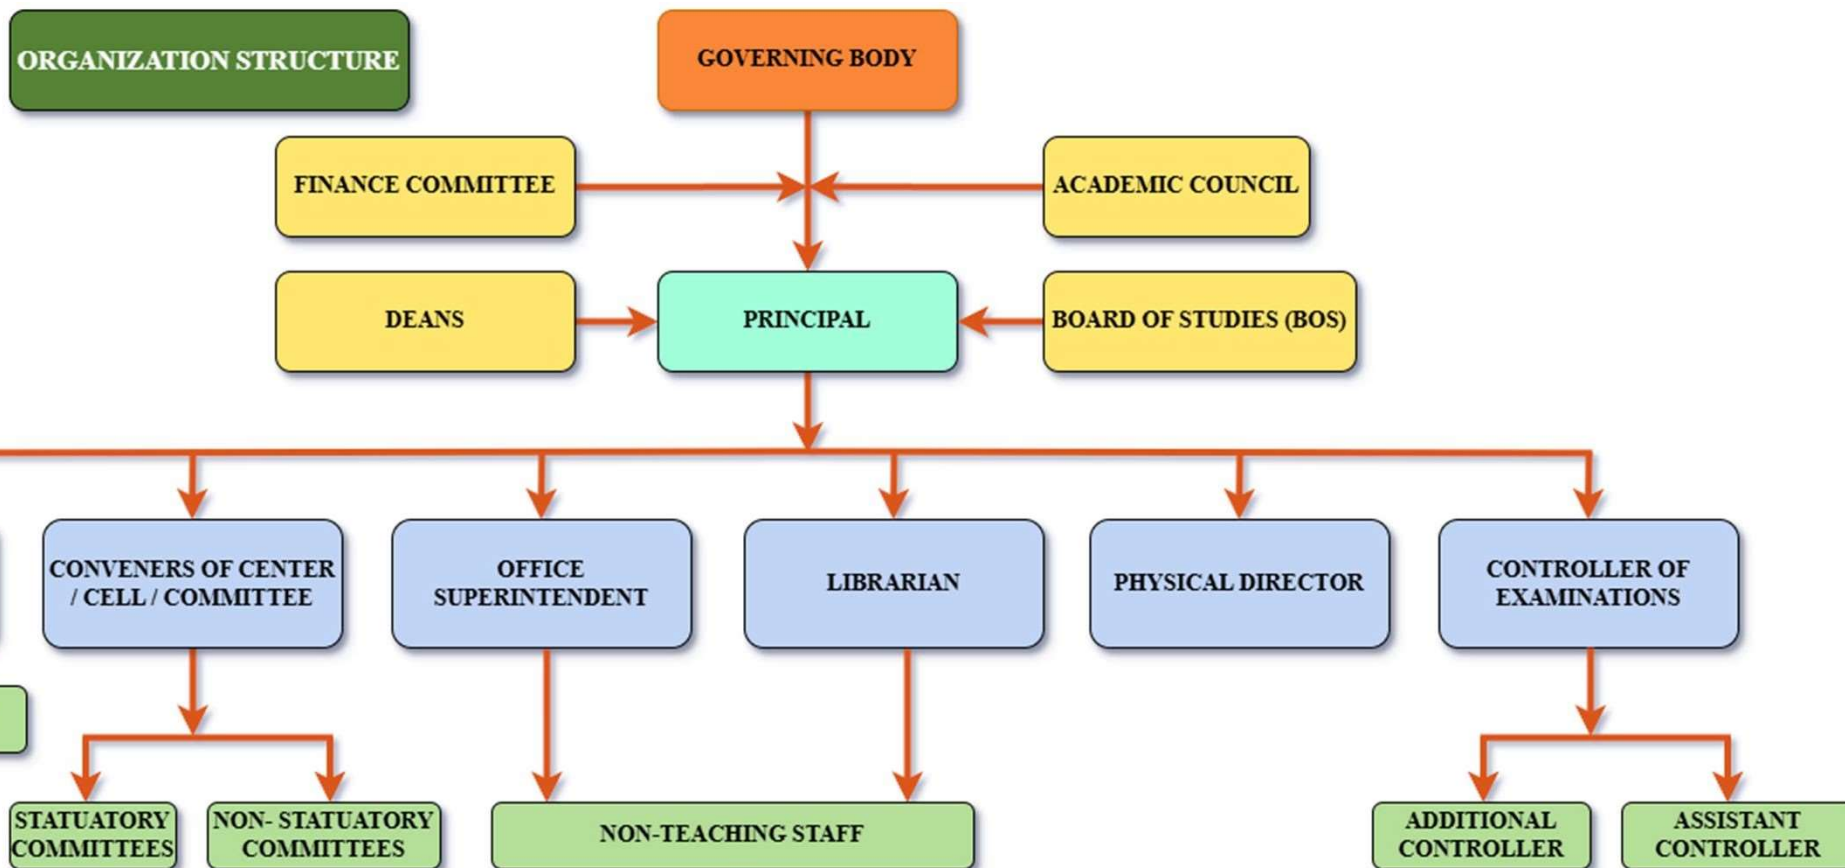 ORGANIZATION STRUCTURE
GOVERNING BODY
FINANCE COMMITTEE
ACADEMIC COUNCIL
DEANS
PRINCIPAL
BOARD OF STUDIES (BOS)
CONVENERS OF CENTER
/ CELL / COMMITTEE
OFFICE
SUPERINTENDENT
LIBRARIAN
PHYSICAL DIRECTOR
CONTROLLER OF
EXAMINATIONS
STATUATORY
COMMITTEES
NON- STATUATORY
COMMITTEES
NON-TEACHING STAFF
ADDITIONAL
CONTROLLER
ASSISTANT
CONTROLLER